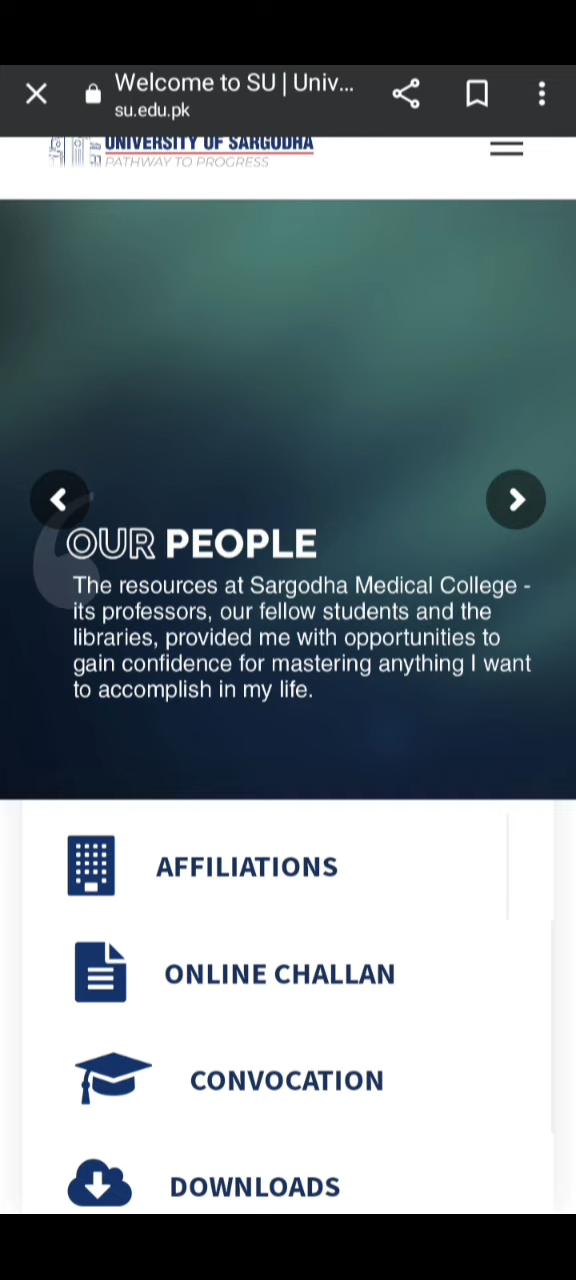 Welcome to SU | Univ...
su.edu.pk
UNIVERSITY OF SARGODHA
PATHWAY TO PROGRESS
OUR PEOPLE
The resources at Sargodha Medical College -
its professors, our fellow students and the
libraries, provided me with opportunities to
gain confidence for mastering anything I want
to accomplish in my life.
AFFILIATIONS
ONLINE CHALLAN
CONVOCATION
DOWNLOADS